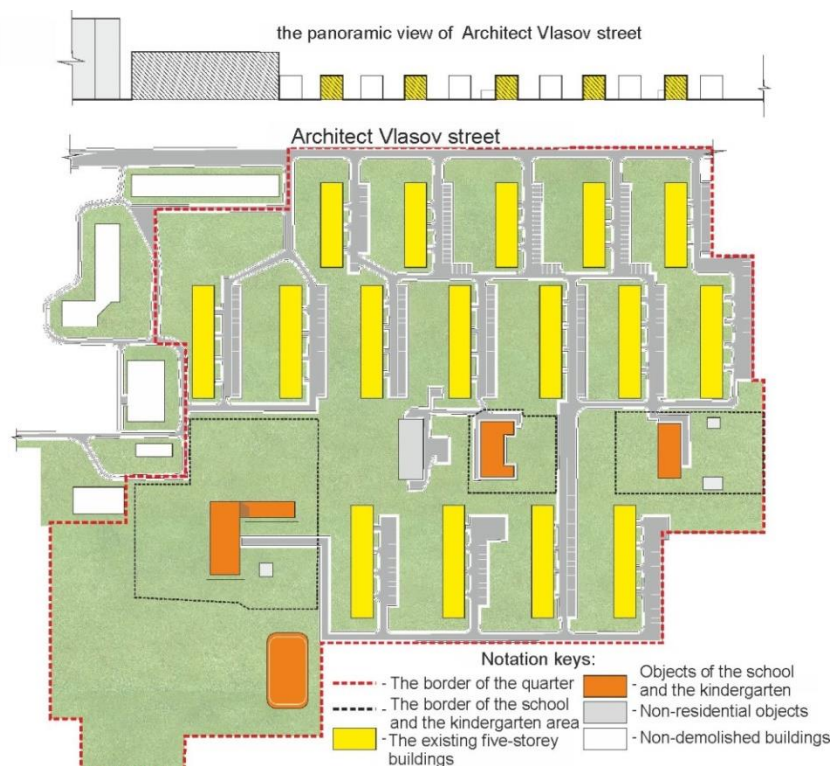 the panoramic view of Architect Vlasov street
Architect Vlasov street
Notation keys:
- The border of the quarter
- The border of the school
and the kindergarten area
- The existing five-storey
buildings
Objects of the school
- and the kindergarten
- Non-residential objects
- Non-demolished buildings